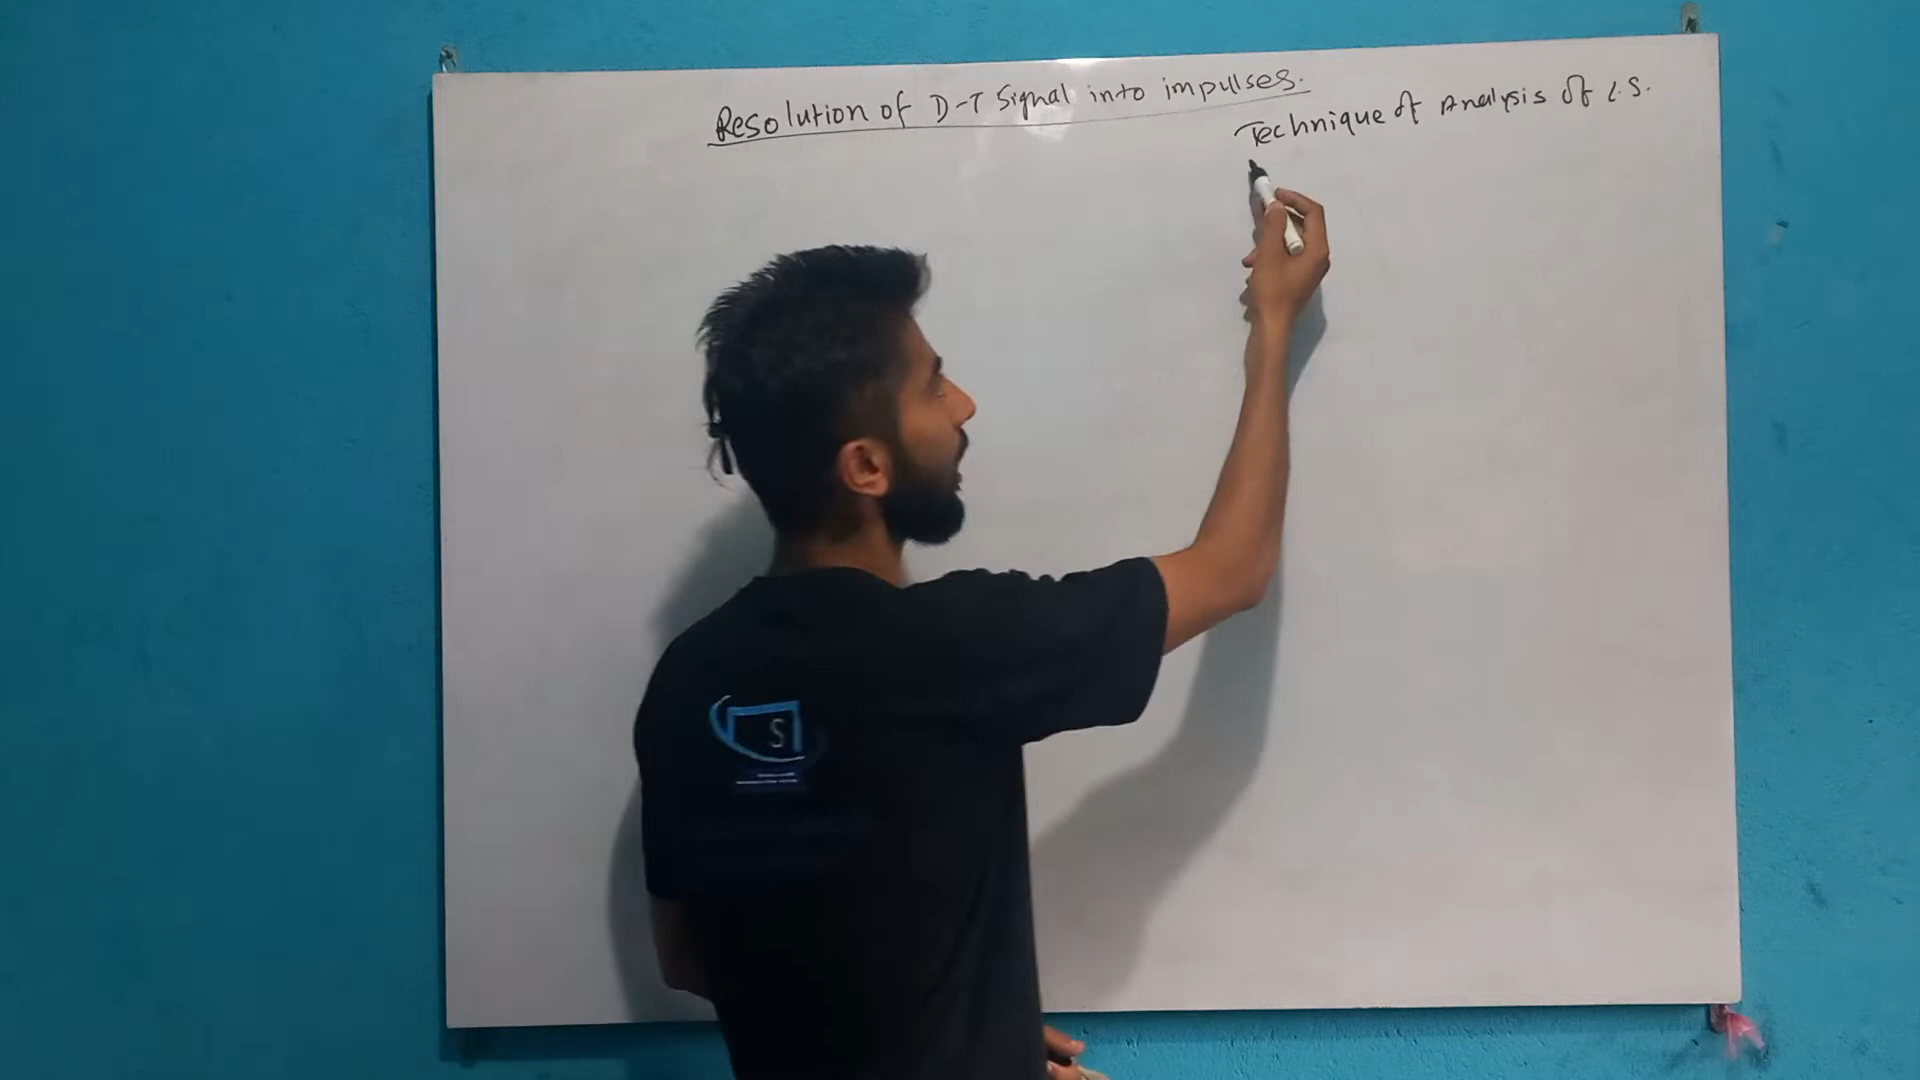 Resolution of D-T Signal into impulses.
Technique of Analysis of L.S.
S